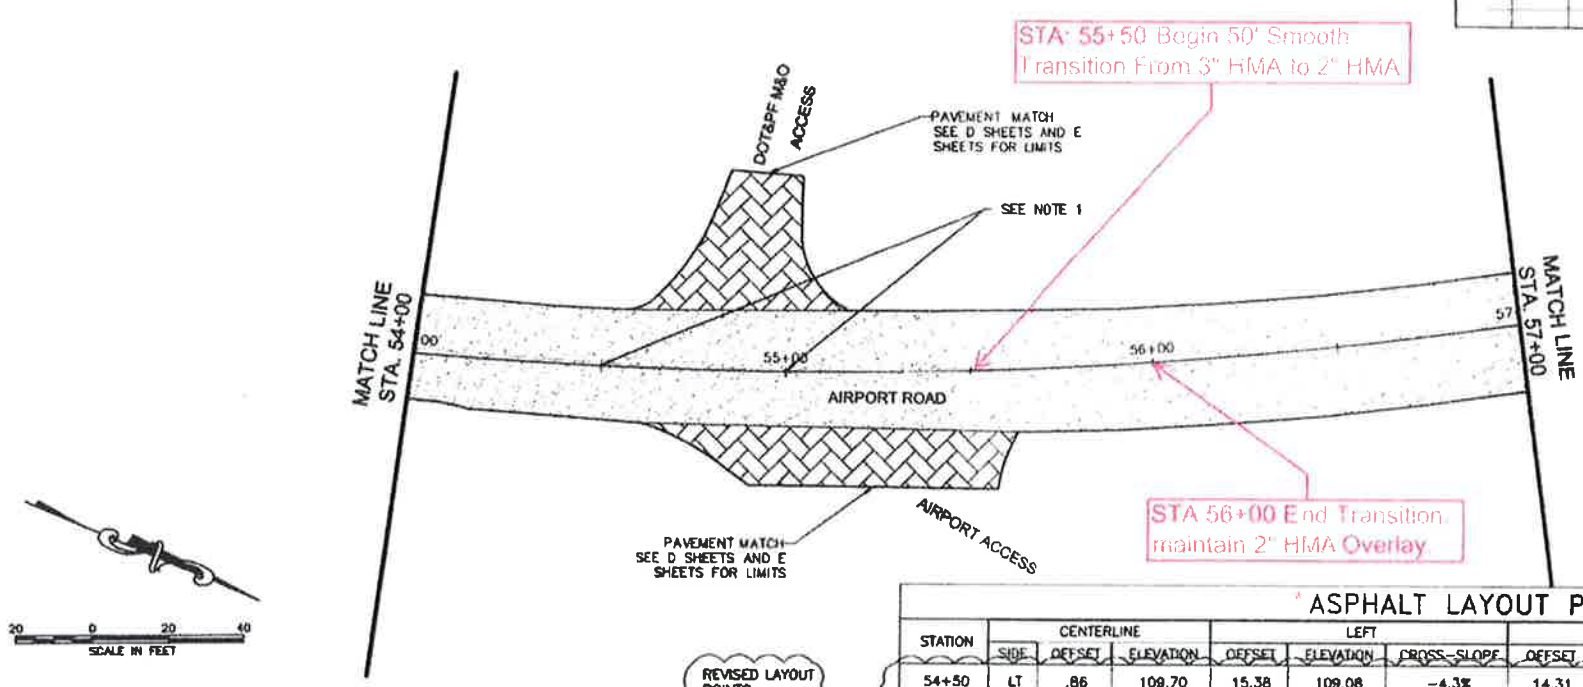 STA: 55+50 Begin 50' Smooth
Transition From 3" HMA to 2" HMA
DOT&PF M&O
ACCESS
PAVEMENT MATCH
SEE D SHEETS AND E
SHEETS FOR LIMITS
SEE NOTE 1
MATCH LINE
STA. 54+00
00
55+00
56+00
57
MATCH LINE
STA. 57+00
AIRPORT ROAD
STA 56+00 End Transition.
maintain 2" HMA Overlay
AIRPORT ACCESS
PAVEMENT MATCH
SEE D SHEETS AND E
SHEETS FOR LIMITS
20 0 20 40
SCALE IN FEET
ASPHALT LAYOUT P
STATION CENTERLINE LEFT
SIDE OFFSET ELEVATION OFFSET ELEVATION CROSS-SLOPE OFFSET
54+50 LT .86 109.70 15.38 109.08 -4.3% 14.31
REVISED LAYOUT
POINTS